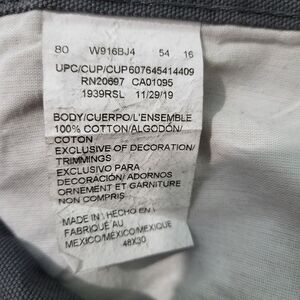 80 W916BJ4 54 16
UPC/CUP/CUP607645414409
RN20697 CA01095
1939RSL 11/29/19
BODY/CUERPO/L'ENSEMBLE
100% COTTON/ALGODÓN/
COTON
EXCLUSIVE OF DECORATION/
TRIMMINGS
EXCLUSIVO PARA
DECORACIÓN/ ADORNOS
ORNEMENT ET GARNITURE
NON COMPRIS
MADE IN / HECHO EN /
FABRIQUÉ AU
MEXICO/MÉXICO/MEXIQUE
48X30